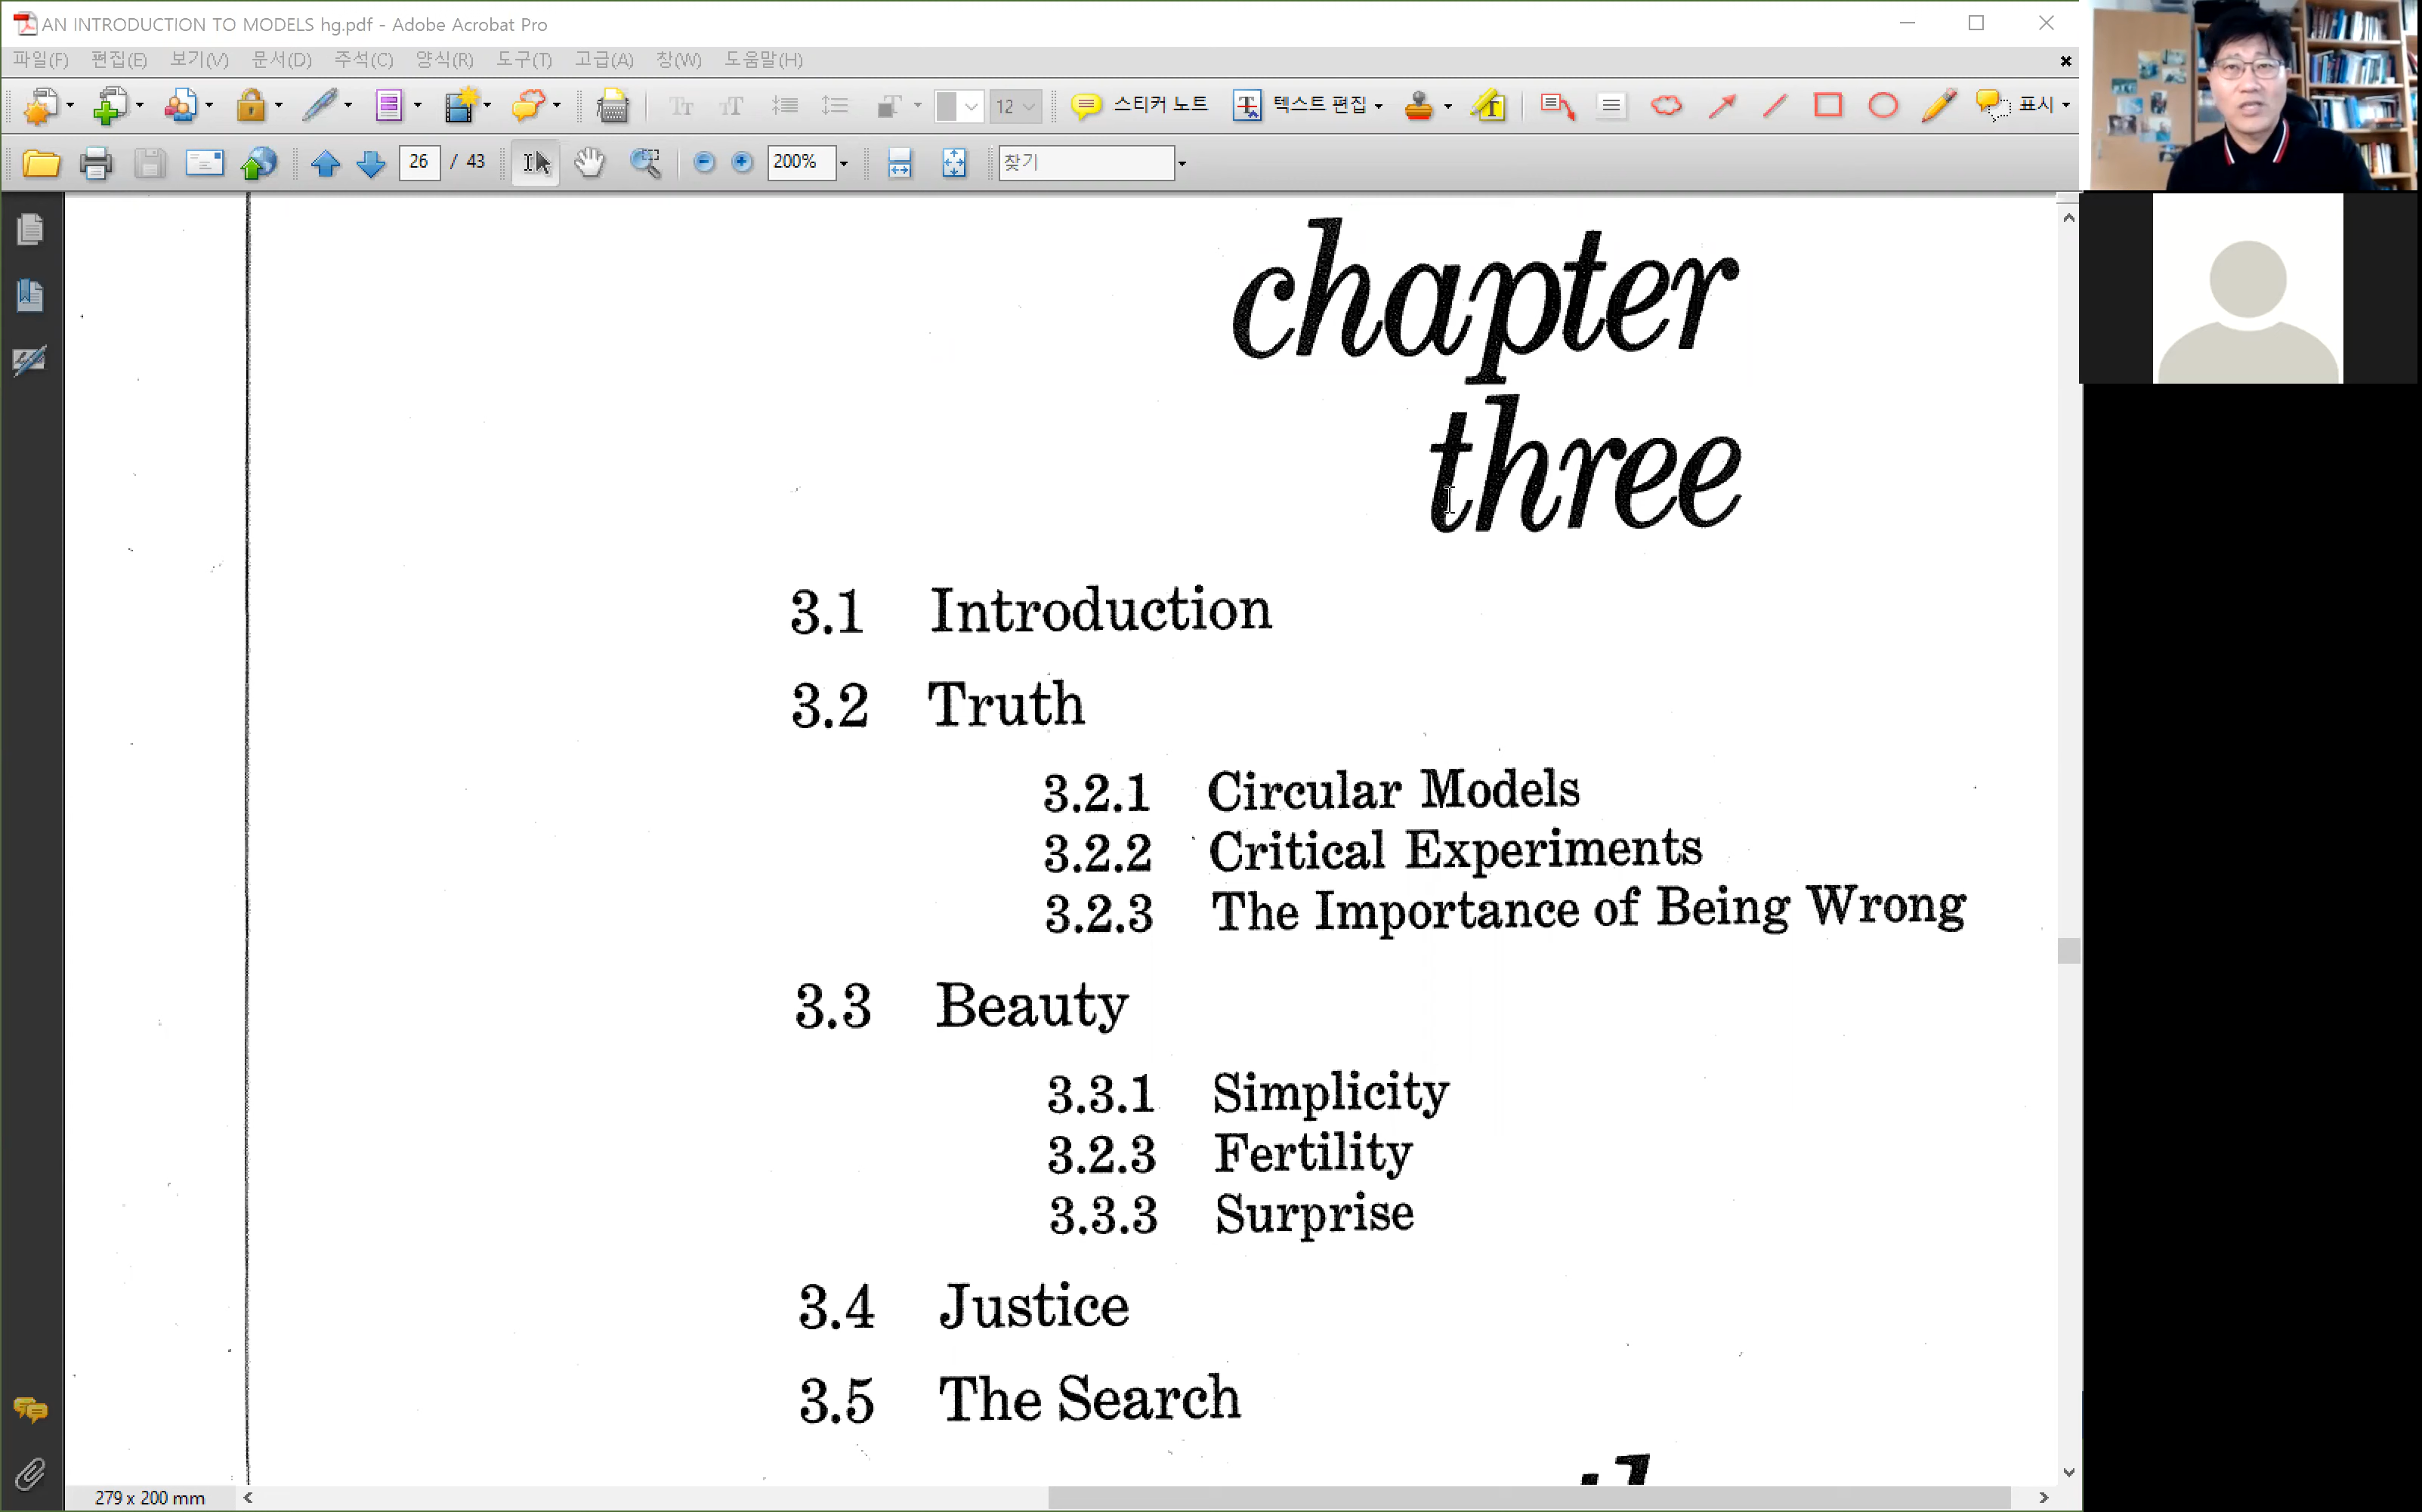 AN INTRODUCTION TO MODELS hg.pdf - Adobe Acrobat Pro
파일(F) 편집(E) 보기(V) 문서(D) 주석(C) 양식(R) 도구(T) 고급(A) 창(W) 도움말(H)
12 스티커 노트 텍스트 편집 표시
26 / 43 200% 찾기
chapter
three
3.1 Introduction
3.2 Truth
3.2.1 Circular Models
3.2.2 Critical Experiments
3.2.3 The Importance of Being Wrong
3.3 Beauty
3.3.1 Simplicity
3.2.3 Fertility
3.3.3 Surprise
3.4 Justice
3.5 The Search
279 x 200 mm